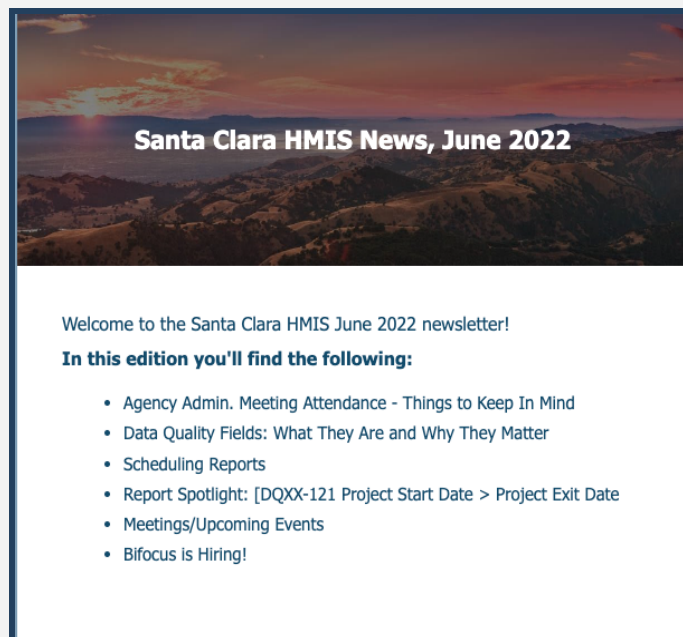 Santa Clara HMIS News, June 2022
Welcome to the Santa Clara HMIS June 2022 newsletter!
In this edition you'll find the following:
• Agency Admin. Meeting Attendance - Things to Keep In Mind
• Data Quality Fields: What They Are and Why They Matter
• Scheduling Reports
• Report Spotlight: [DQXX-121 Project Start Date > Project Exit Date
• Meetings/Upcoming Events
• Bifocus is Hiring!